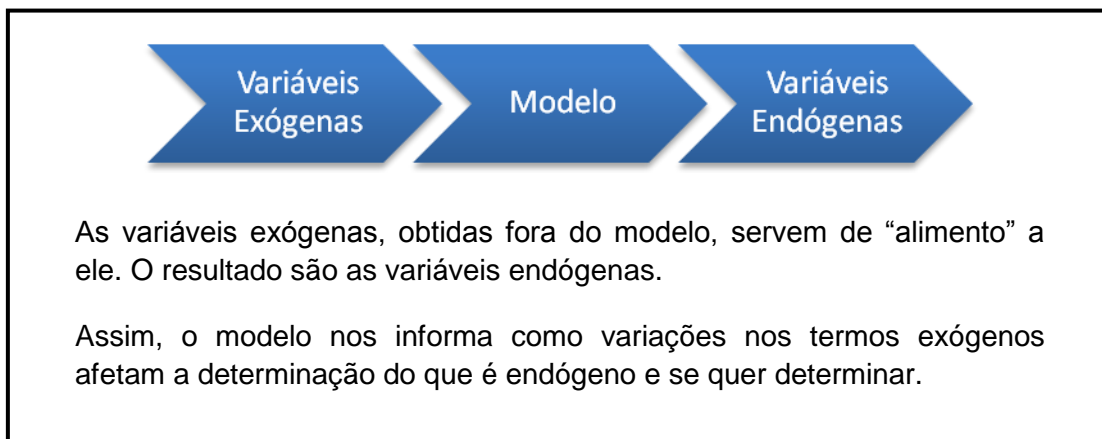 Variáveis
Exógenas
Modelo
Variáveis
Endógenas
As variáveis exógenas, obtidas fora do modelo, servem de “alimento” a
ele. O resultado são as variáveis endógenas.
Assim, o modelo nos informa como variações nos termos exógenos
afetam a determinação do que é endógeno e se quer determinar.